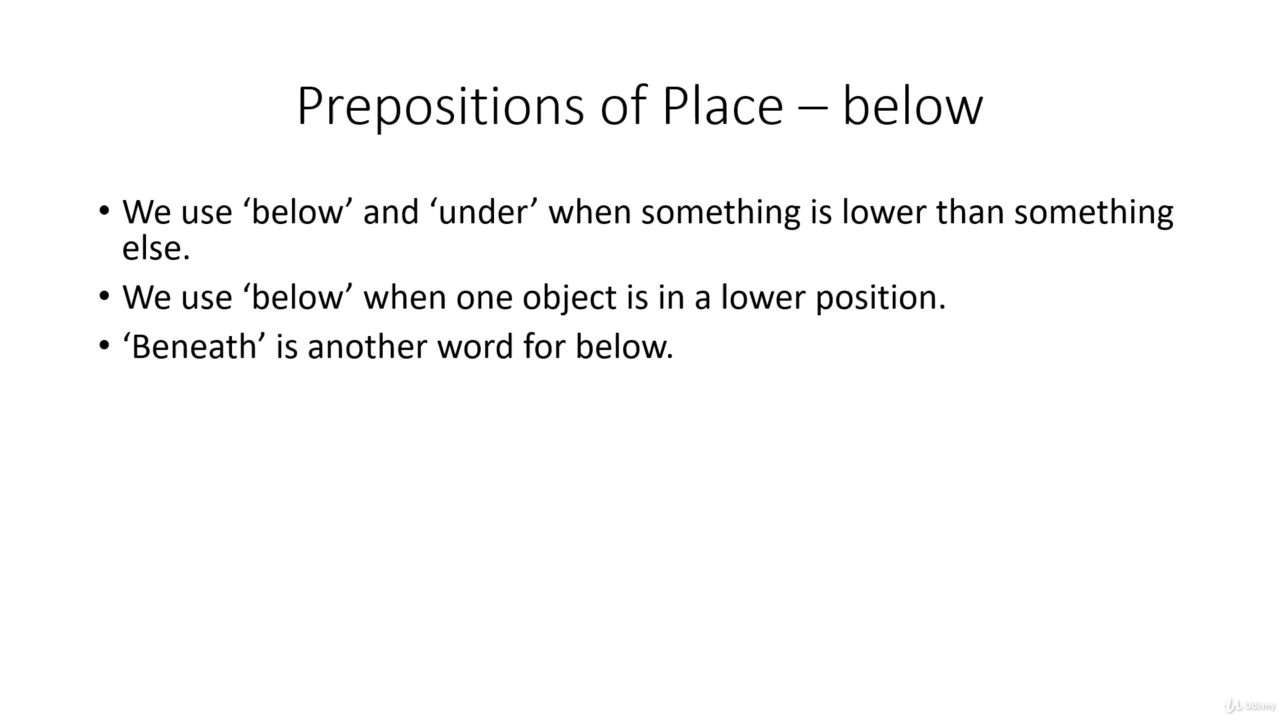 Prepositions of Place – below
• We use ‘below’ and ‘under’ when something is lower than something
else.
• We use ‘below’ when one object is in a lower position.
• ‘Beneath’ is another word for below.
Udemy